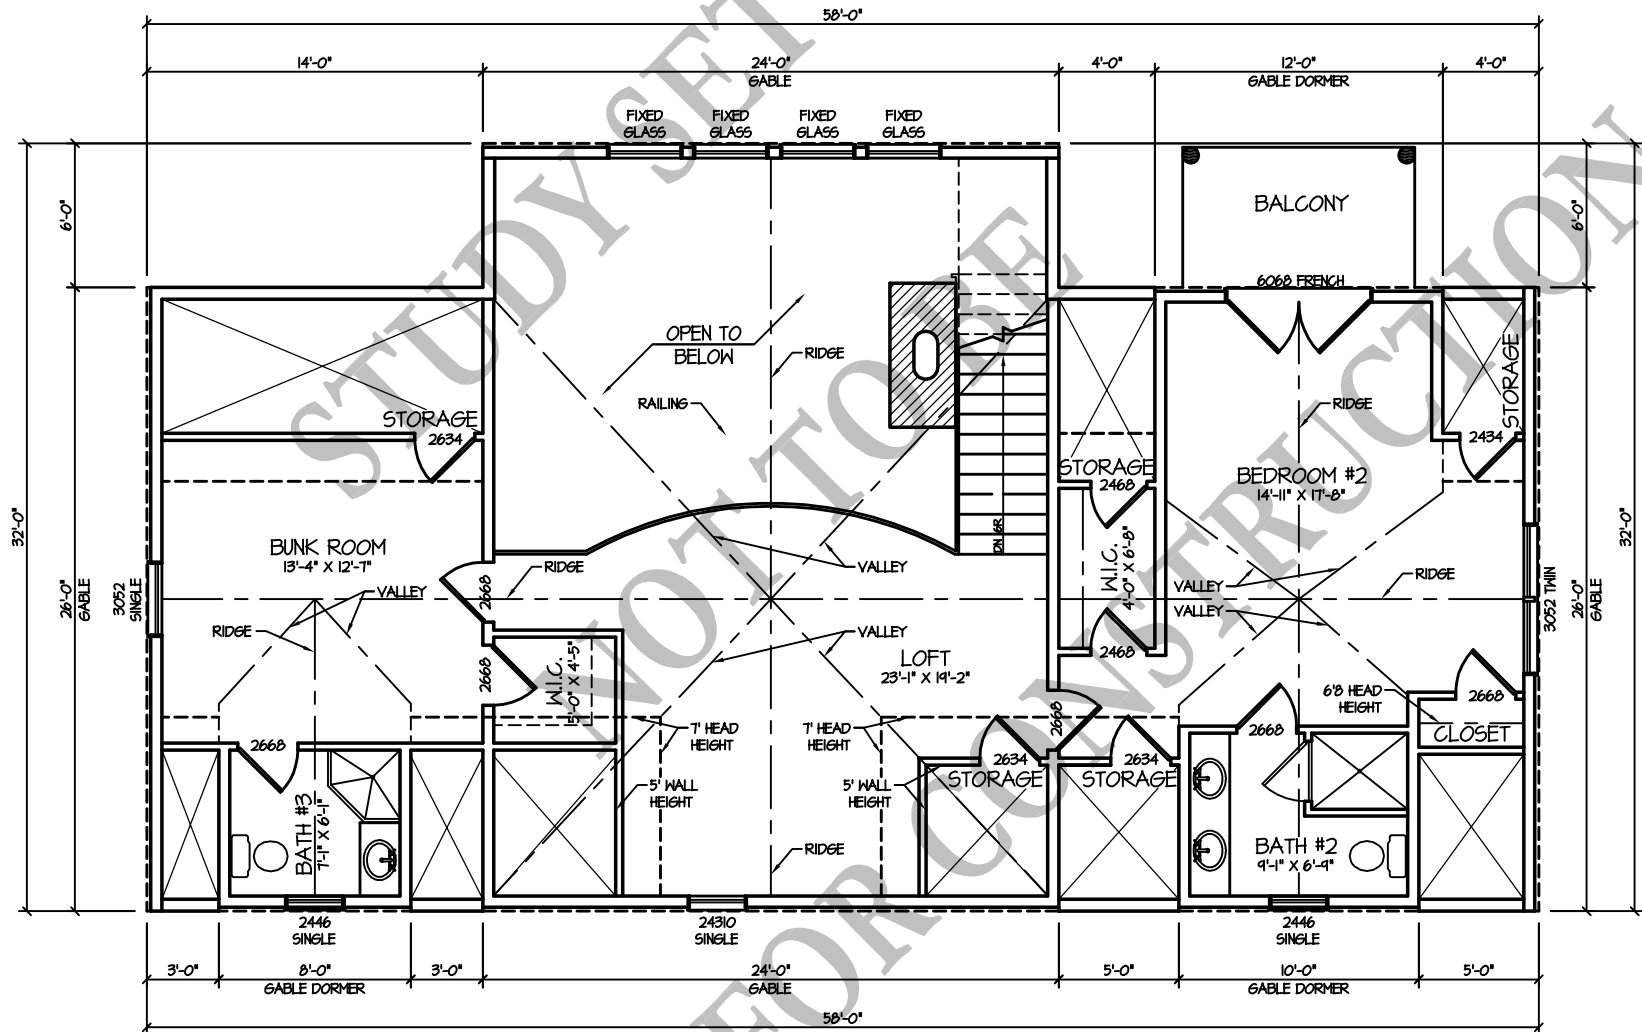 58'-0"
14'-0"
24'-0"
GABLE
4'-0"
12'-0"
GABLE DORMER
4'-0"
FIXED
GLASS
FIXED
GLASS
FIXED
GLASS
FIXED
GLASS
STUDY SET
NOT TO BE
FOR CONSTRUCTION
6'-0"
32'-0"
26'-0"
GABLE
3052
SINGLE
BALCONY
6068 FRENCH
6'-0"
32'-0"
26'-0"
GABLE
3052 TWIN
OPEN TO
BELOW
RIDGE
RAILING
STORAGE
2634
STORAGE
2468
RIDGE
STORAGE
2434
BEDROOM #2
14'-11" X 17'-8"
BUNK ROOM
13'-4" X 12'-7"
VALLEY
RIDGE
2668
RIDGE
VALLEY
DN 6R
W.I.C.
4'-0" X 6'-8"
2468
VALLEY
VALLEY
RIDGE
2668
W.I.C.
5'-0" X 4'-5"
VALLEY
LOFT
23'-1" X 19'-2"
6'8 HEAD
HEIGHT
2668
CLOSET
7' HEAD
HEIGHT
7' HEAD
HEIGHT
2668
2668
2668
2634
STORAGE
2634
STORAGE
5' WALL
HEIGHT
5' WALL
HEIGHT
BATH #3
7'-1" X 6'-1"
RIDGE
BATH #2
9'-1" X 6'-9"
2446
SINGLE
24310
SINGLE
2446
SINGLE
3'-0"
8'-0"
GABLE DORMER
3'-0"
24'-0"
GABLE
5'-0"
10'-0"
GABLE DORMER
5'-0"
58'-0"